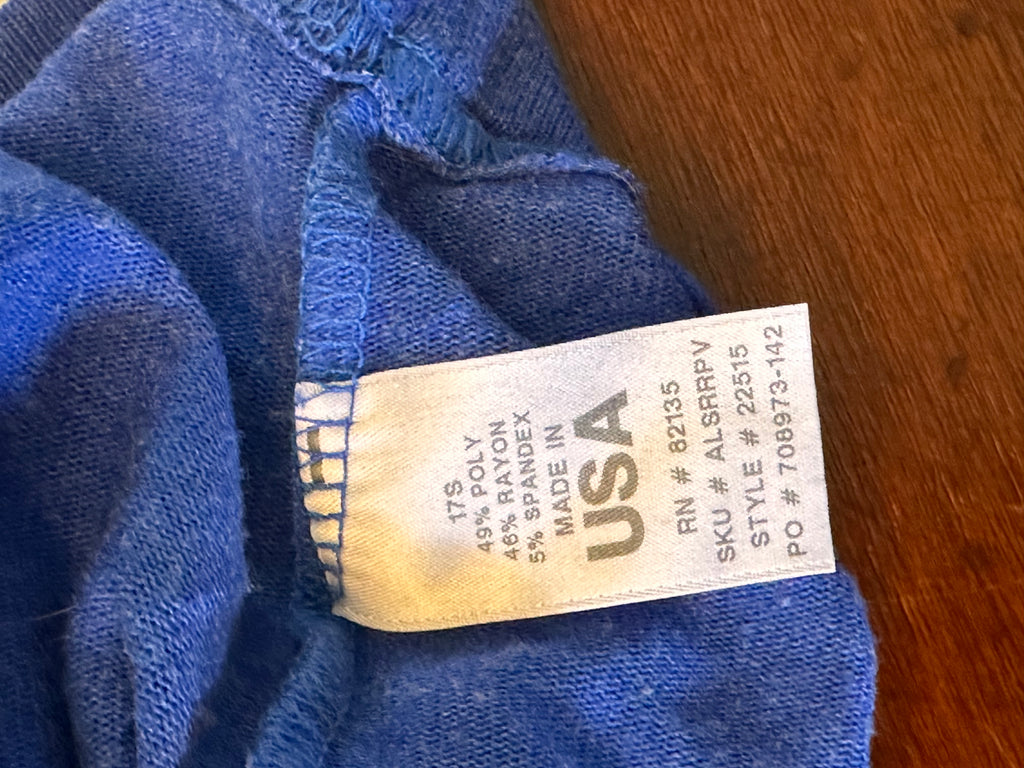 17S
49% POLY
46% RAYON
5% SPANDEX
MADE IN
USA
RN # 82135
SKU # ALSRRPV
STYLE # 22515
PO # 708973-142